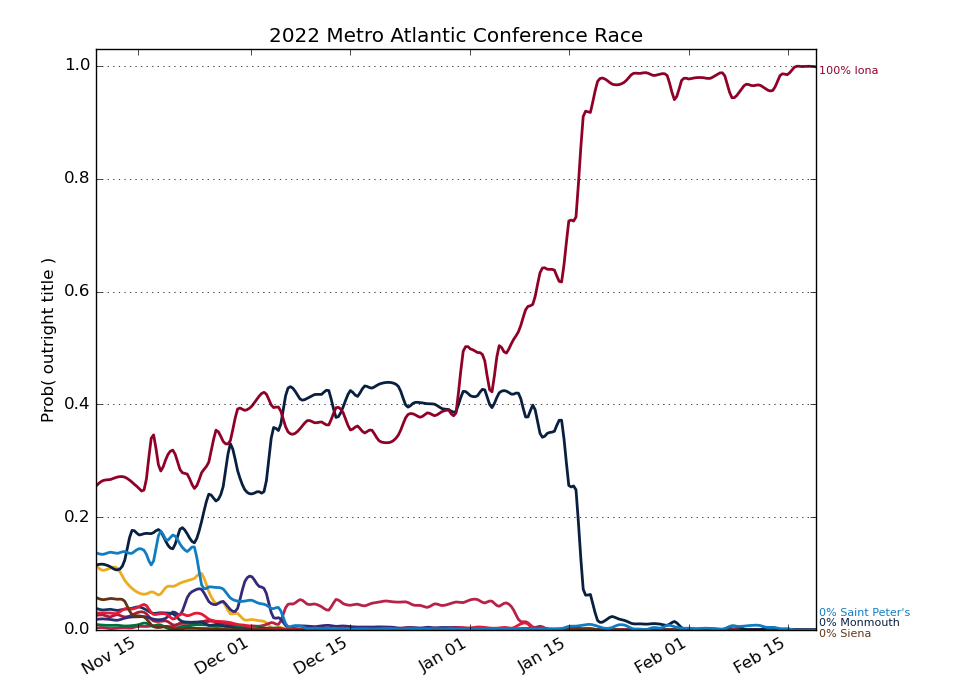 2022 Metro Atlantic Conference Race
Prob( outright title )
1.0
0.8
0.6
0.4
0.2
0.0
100% Iona
0% Saint Peter's
0% Monmouth
0% Siena
Nov 15
Dec 01
Dec 15
Jan 01
Jan 15
Feb 01
Feb 15